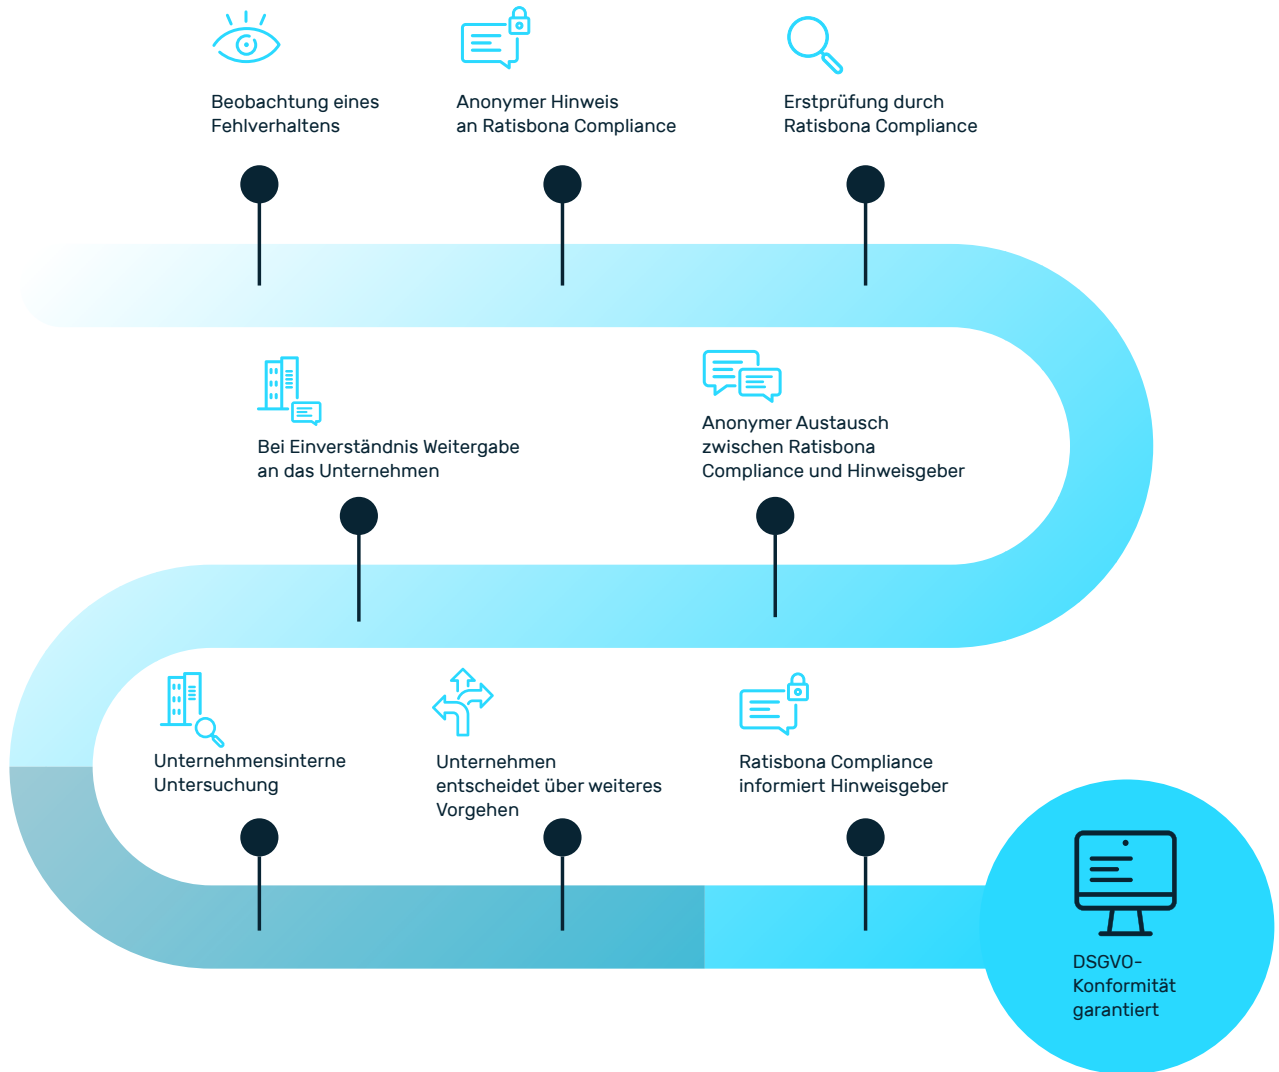 Beobachtung eines
Fehlverhaltens
Anonymer Hinweis
an Ratisbona Compliance
Erstprüfung durch
Ratisbona Compliance
Anonymer Austausch
zwischen Ratisbona
Compliance und Hinweisgeber
Bei Einverständnis Weitergabe
an das Unternehmen
Unternehmensinterne
Untersuchung
Unternehmen
entscheidet über weiteres
Vorgehen
Ratisbona Compliance
informiert Hinweisgeber
DSGVO-
Konformität
garantiert